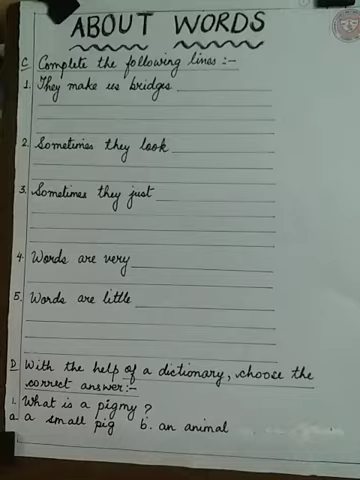 ABOUT WORDS
C Complete the following lines :-
1. They make us bridges
2. Sometimes they look
3. Sometimes they just
4. Words are very
5. Words are little
D With the help of a dictionary, choose the
correct answer:-
1. What is a pigmy?
a. a small pig b. an animal